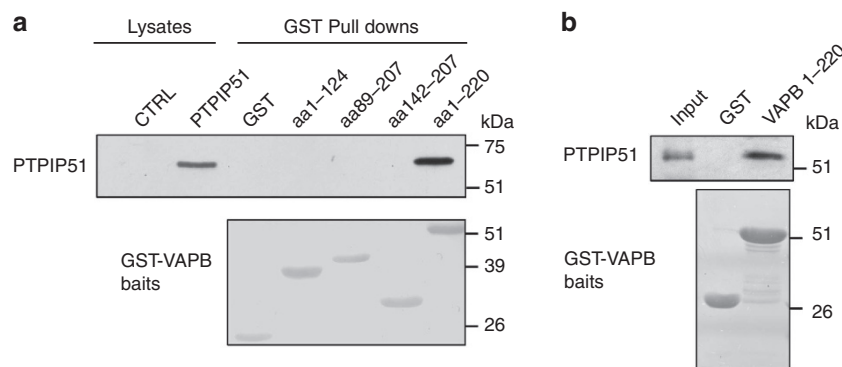 a
Lysates
GST Pull downs
CTRL
PTPIP51
GST
aa1–124
aa89–207
aa142–207
aa1–220
kDa
PTPIP51
75
51
GST-VAPB
baits
51
39
26
b
Input
GST
VAPB 1–220
kDa
PTPIP51
51
GST-VAPB
baits
51
26